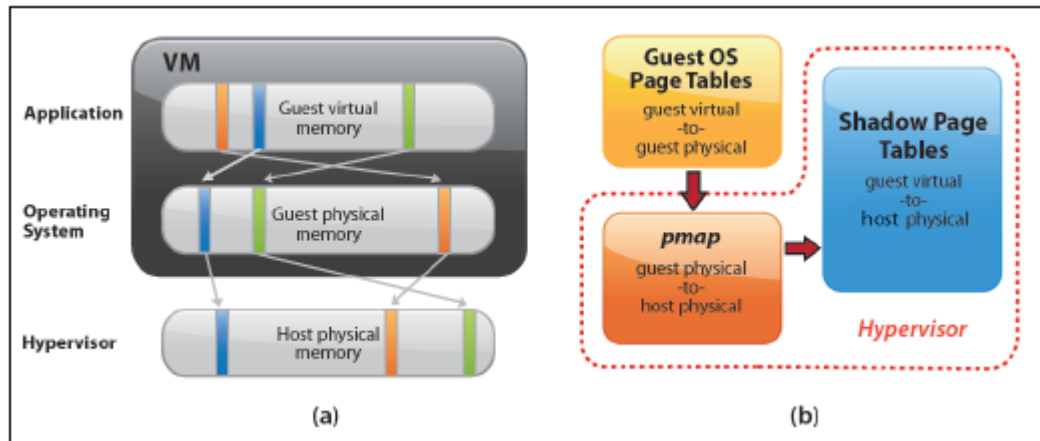 VM
Application
Guest virtual
memory
Operating
System
Guest physical
memory
Hypervisor
Host physical
memory
(a)
Guest OS
Page Tables
guest virtual
-to-
guest physical
pmap
guest physical
-to-
host physical
Shadow Page
Tables
guest virtual
-to-
host physical
Hypervisor
(b)